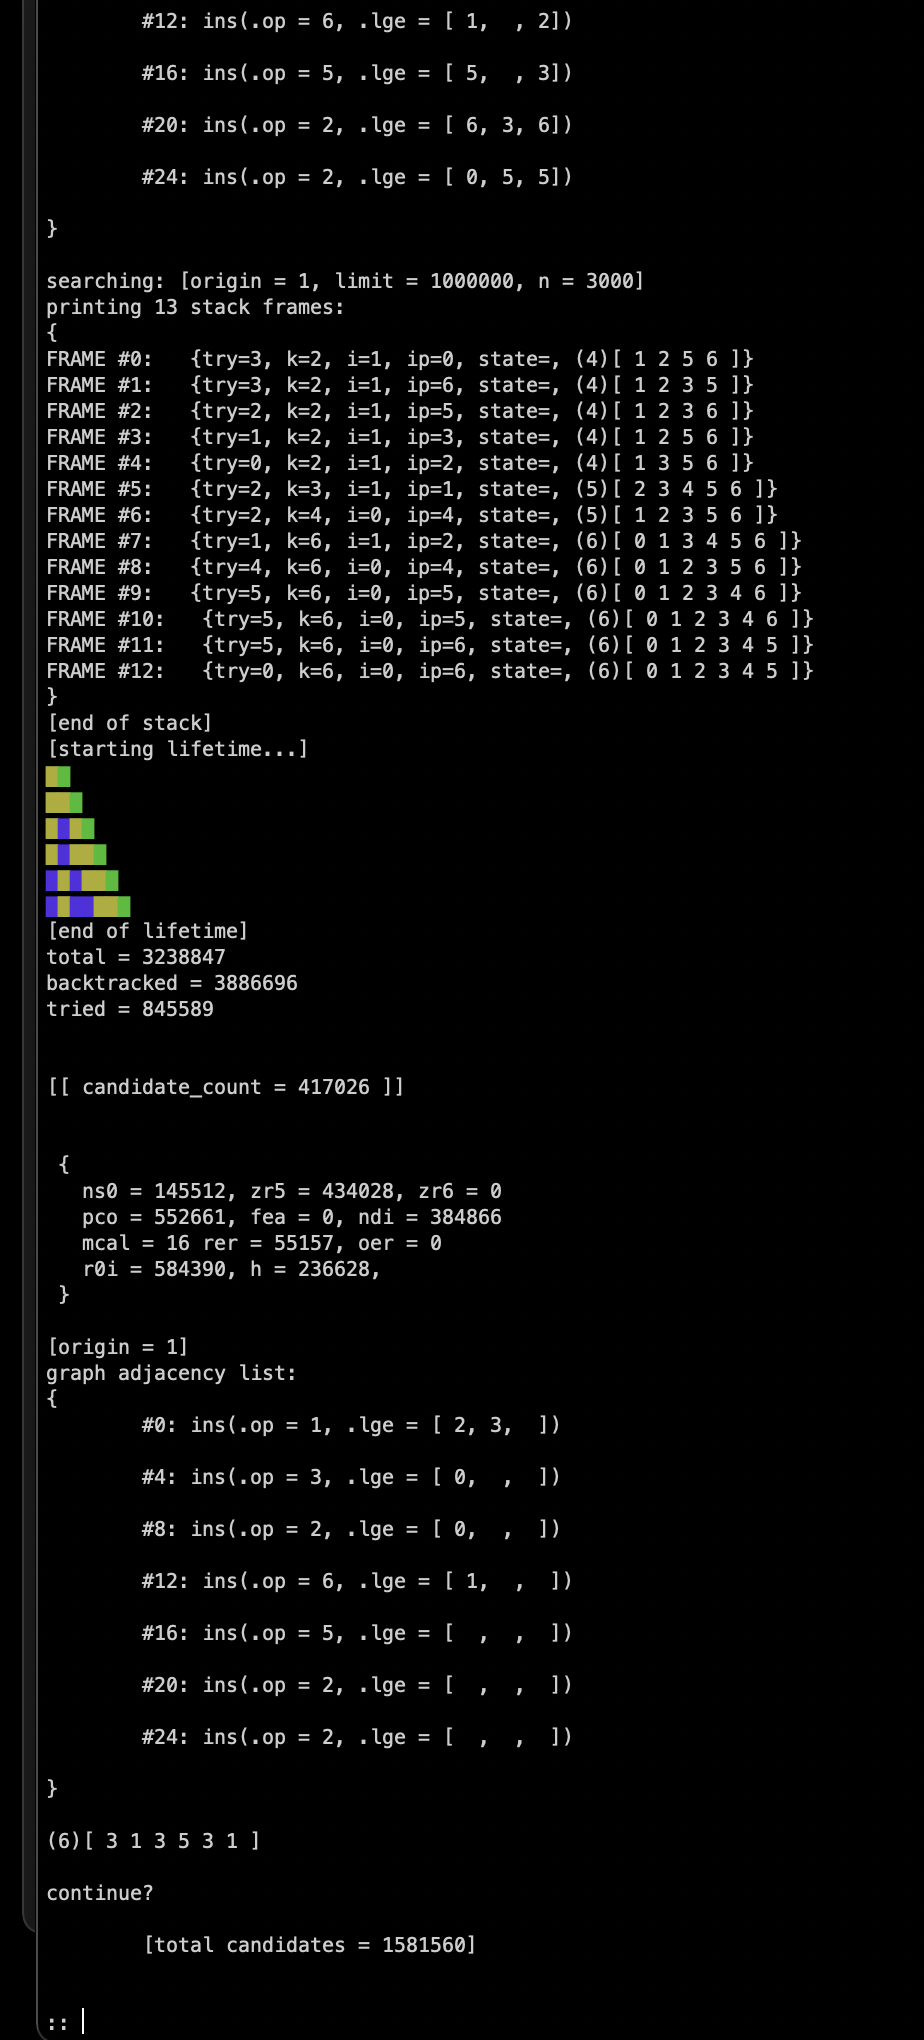 #12: ins(.op = 6, .lge = [ 1,  , 2])
#16: ins(.op = 5, .lge = [ 5,  , 3])
#20: ins(.op = 2, .lge = [ 6, 3, 6])
#24: ins(.op = 2, .lge = [ 0, 5, 5])
}
searching: [origin = 1, limit = 1000000, n = 3000]
printing 13 stack frames:
{
FRAME #0:   {try=3, k=2, i=1, ip=0, state=, (4)[ 1 2 5 6 ]}
FRAME #1:   {try=3, k=2, i=1, ip=6, state=, (4)[ 1 2 3 5 ]}
FRAME #2:   {try=2, k=2, i=1, ip=5, state=, (4)[ 1 2 3 6 ]}
FRAME #3:   {try=1, k=2, i=1, ip=3, state=, (4)[ 1 2 5 6 ]}
FRAME #4:   {try=0, k=2, i=1, ip=2, state=, (4)[ 1 3 5 6 ]}
FRAME #5:   {try=2, k=3, i=1, ip=1, state=, (5)[ 2 3 4 5 6 ]}
FRAME #6:   {try=2, k=4, i=0, ip=4, state=, (5)[ 1 2 3 5 6 ]}
FRAME #7:   {try=1, k=6, i=1, ip=2, state=, (6)[ 0 1 3 4 5 6 ]}
FRAME #8:   {try=4, k=6, i=0, ip=4, state=, (6)[ 0 1 2 3 5 6 ]}
FRAME #9:   {try=5, k=6, i=0, ip=5, state=, (6)[ 0 1 2 3 4 6 ]}
FRAME #10:   {try=5, k=6, i=0, ip=5, state=, (6)[ 0 1 2 3 4 6 ]}
FRAME #11:   {try=5, k=6, i=0, ip=6, state=, (6)[ 0 1 2 3 4 5 ]}
FRAME #12:   {try=0, k=6, i=0, ip=6, state=, (6)[ 0 1 2 3 4 5 ]}
}
[end of stack]
[starting lifetime...]
[end of lifetime]
total = 3238847
backtracked = 3886696
tried = 845589
[[ candidate_count = 417026 ]]
{
ns0 = 145512, zr5 = 434028, zr6 = 0
pco = 552661, fea = 0, ndi = 384866
mcal = 16 rer = 55157, oer = 0
r0i = 584390, h = 236628,
}
[origin = 1]
graph adjacency list:
{
#0: ins(.op = 1, .lge = [ 2, 3,  ])
#4: ins(.op = 3, .lge = [ 0,  ,  ])
#8: ins(.op = 2, .lge = [ 0,  ,  ])
#12: ins(.op = 6, .lge = [ 1,  ,  ])
#16: ins(.op = 5, .lge = [  ,  ,  ])
#20: ins(.op = 2, .lge = [  ,  ,  ])
#24: ins(.op = 2, .lge = [  ,  ,  ])
}
(6)[ 3 1 3 5 3 1 ]
continue?
[total candidates = 1581560]
::